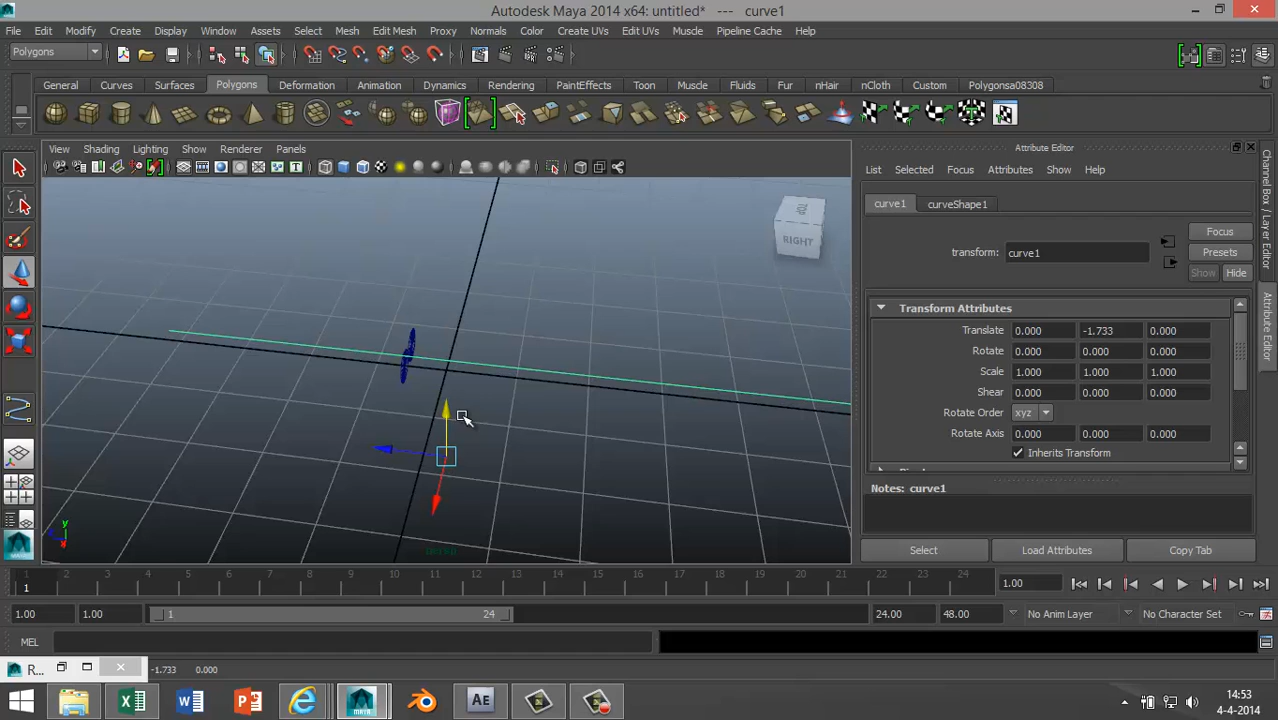 Autodesk Maya 2014 x64: untitled* --- curve1
File Edit Modify Create Display Window Assets Select Mesh Edit Mesh Proxy Normals Color Create UVs Edit UVs Muscle Pipeline Cache Help
Polygons
General Curves Surfaces Polygons Deformation Animation Dynamics Rendering PaintEffects Toon Muscle Fluids Fur nHair nCloth Custom Polygonsa08308
View Shading Lighting Show Renderer Panels
Attribute Editor
List Selected Focus Attributes Show Help
curve1 curveShape1
Focus
transform: curve1
Presets
Show Hide
Transform Attributes
Translate 0.000 -1.733 0.000
Rotate 0.000 0.000 0.000
Scale 1.000 1.000 1.000
Shear 0.000 0.000 0.000
Rotate Order xyz
Rotate Axis 0.000 0.000 0.000
Inherits Transform
Notes: curve1
Select Load Attributes Copy Tab
Channel Box / Layer Editor
Attribute Editor
TOP
RIGHT
y
x
persp
1 2 3 4 5 6 7 8 9 10 11 12 13 14 15 16 17 18 19 20 21 22 23 24
1
1.00
1.00 1.00 1 24 24.00 48.00 No Anim Layer No Character Set
MEL
R... -1.733 0.000
AE
14:53
4-4-2014